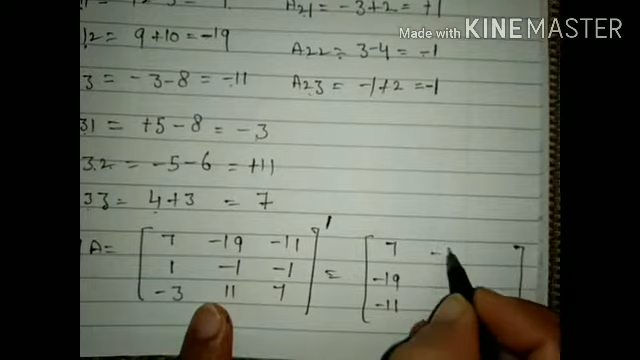 A21 = -3+2 = +1
Made with KINEMASTER
12 = 9+10 = -19
A22 = 3-4 = -1
3 = -3-8 = -11
A23 = -1+2 = -1
31 = +5-8 = -3
32 = -5-6 = +11
33 = 4+3 = 7
A = [ 7 -19 -11 ]' = [ 7 -
1 -1 -1 -19
-3 11 7 -11